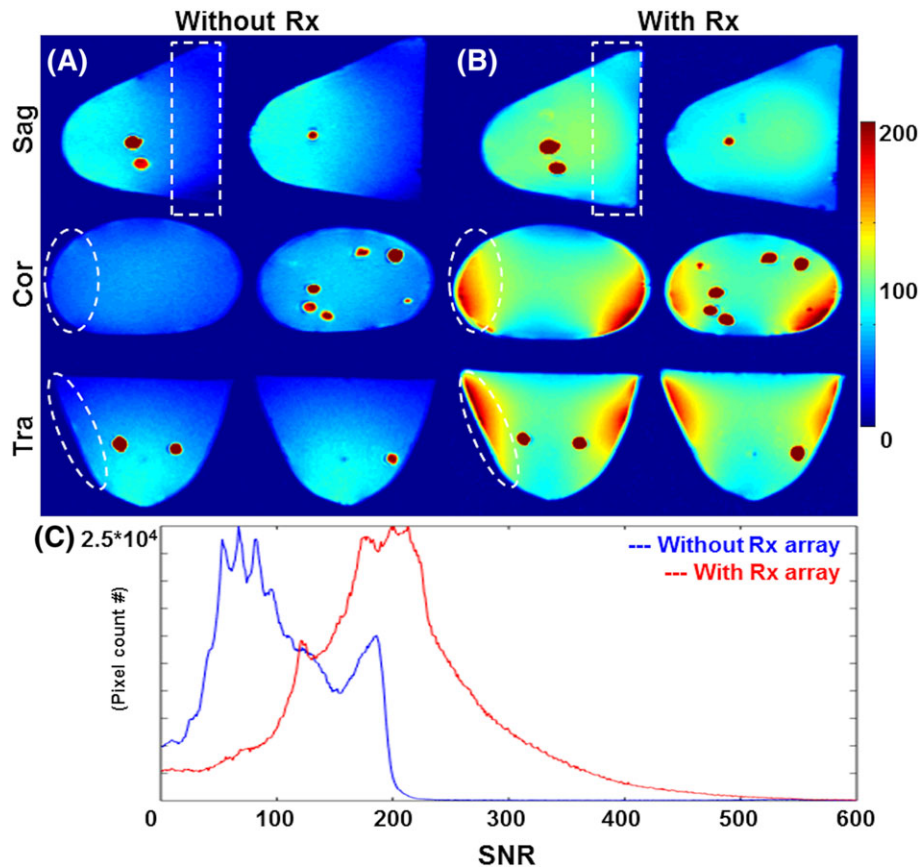 Without Rx
With Rx
(A)
(B)
Sag
Cor
Tra
200
100
0
(C)
2.5*10⁴
(Pixel count #)
--- Without Rx array
--- With Rx array
0 100 200 300 400 500 600
SNR